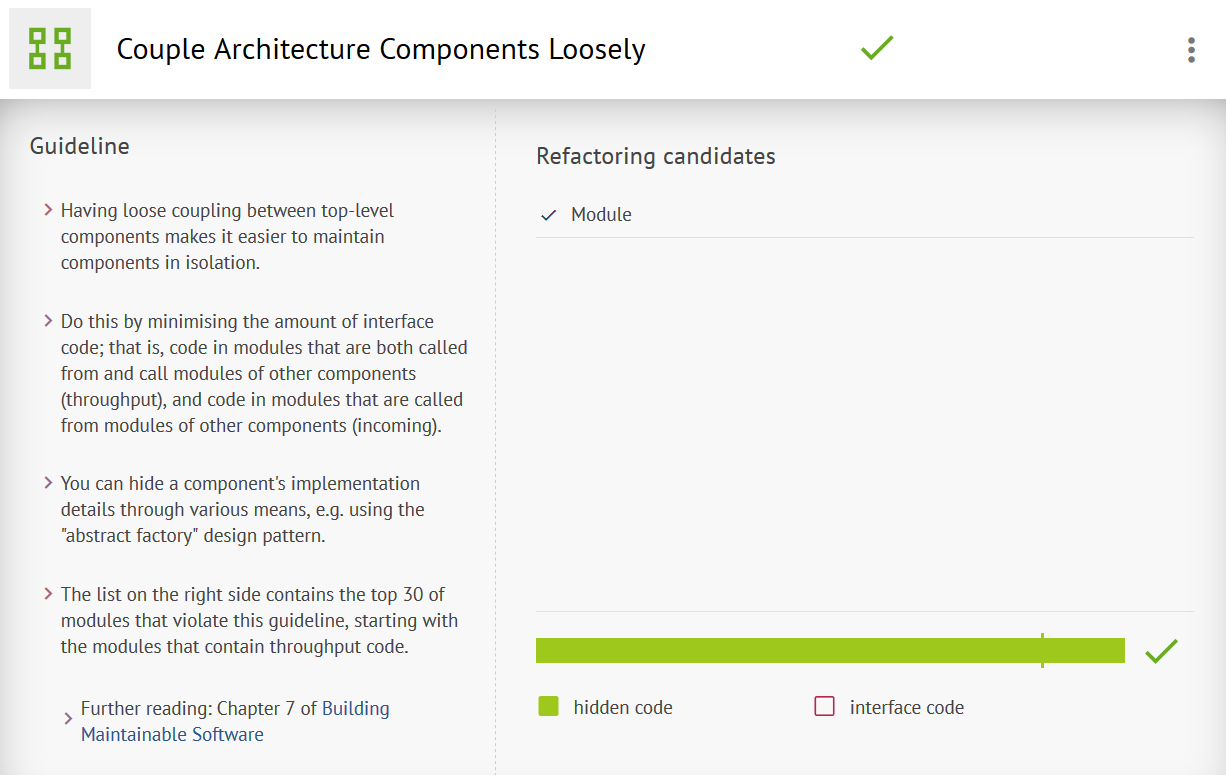 Couple Architecture Components Loosely
Guideline
Having loose coupling between top-level
components makes it easier to maintain
components in isolation.
Do this by minimising the amount of interface
code; that is, code in modules that are both called
from and call modules of other components
(throughput), and code in modules that are called
from modules of other components (incoming).
You can hide a component's implementation
details through various means, e.g. using the
"abstract factory" design pattern.
The list on the right side contains the top 30 of
modules that violate this guideline, starting with
the modules that contain throughput code.
Further reading: Chapter 7 of Building
Maintainable Software
Refactoring candidates
Module
hidden code
interface code